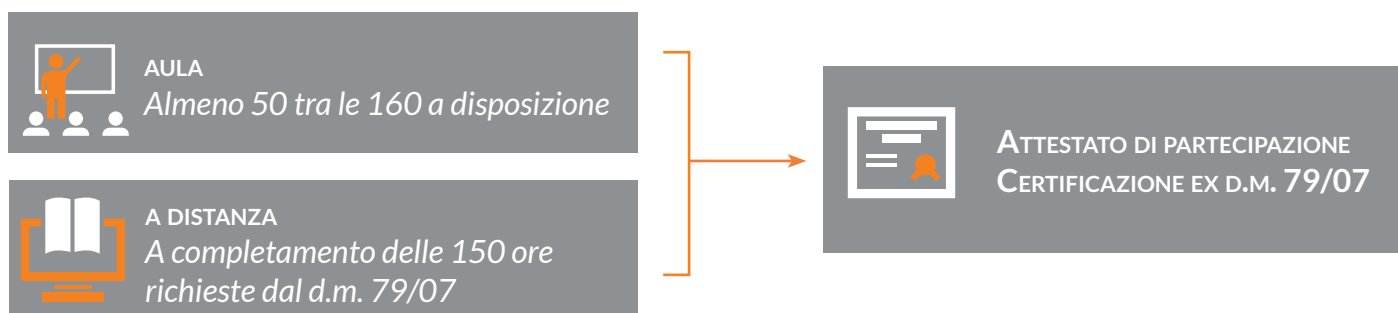 AULA
Almeno 50 tra le 160 a disposizione
A DISTANZA
A completamento delle 150 ore
richieste dal d.m. 79/07
ATTESTATO DI PARTECIPAZIONE
CERTIFICAZIONE EX D.M. 79/07